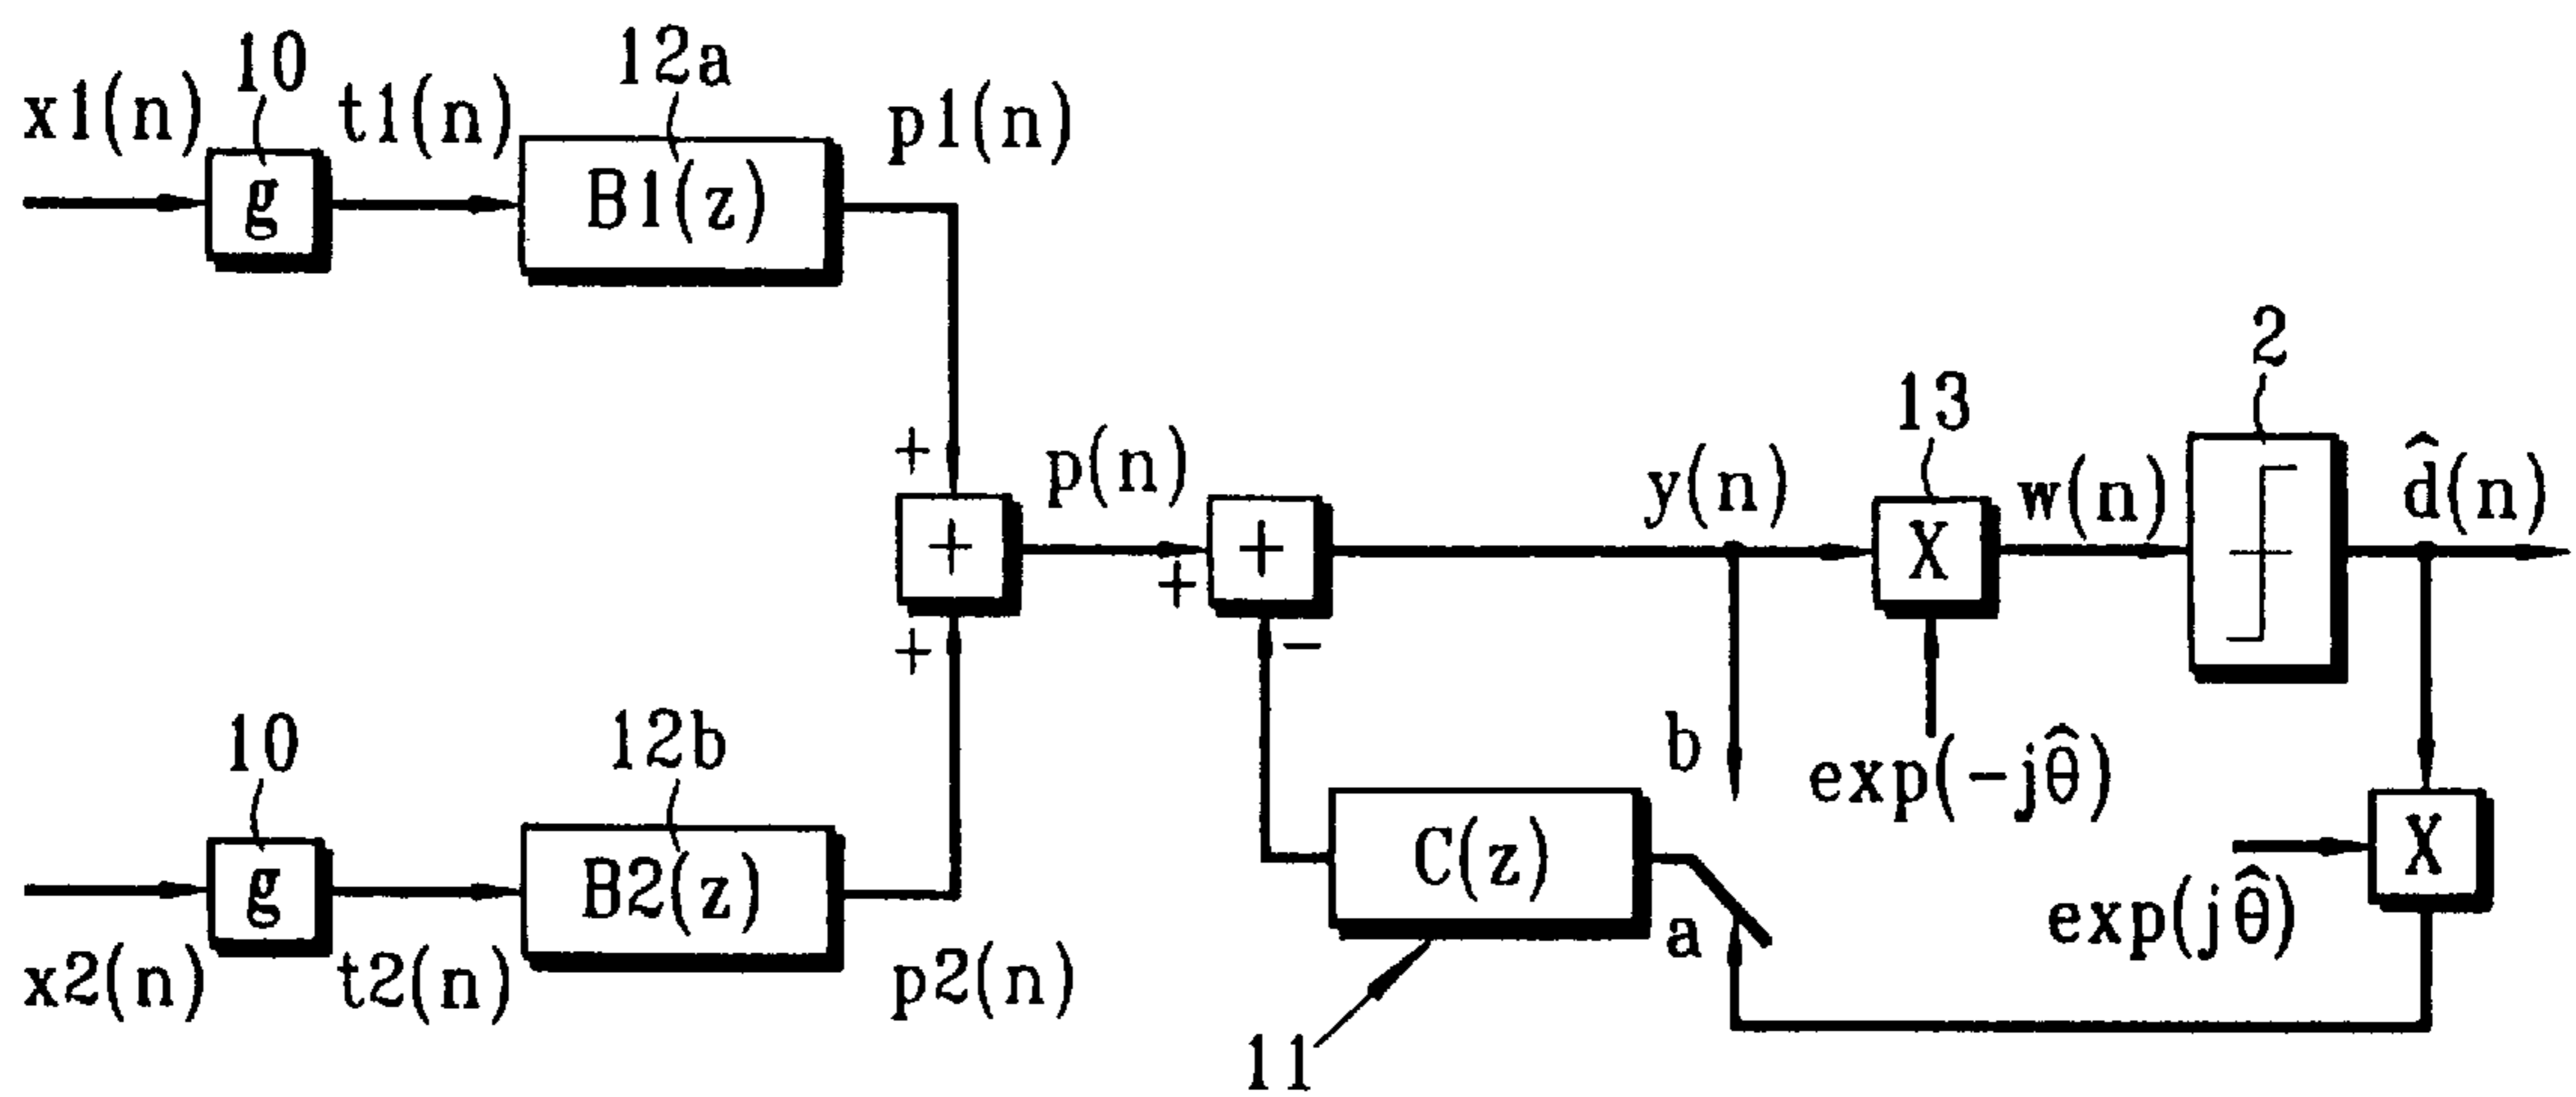 10
12a
x1(n)
t1(n)
p1(n)
g
B1(z)
2
13
+
p(n)
y(n)
w(n)
d̂(n)
+
+
X
+
+
−
10
12b
b
exp(-jθ̂)
g
B2(z)
C(z)
X
a
exp(jθ̂)
x2(n)
t2(n)
p2(n)
11